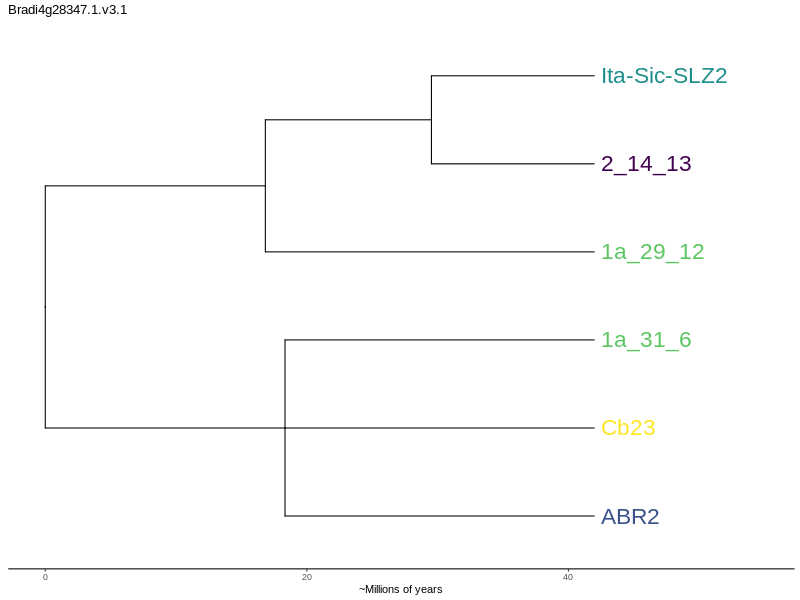 Bradi4g28347.1.v3.1
Ita-Sic-SLZ2
2_14_13
1a_29_12
1a_31_6
Cb23
ABR2
0 20 40
~Millions of years